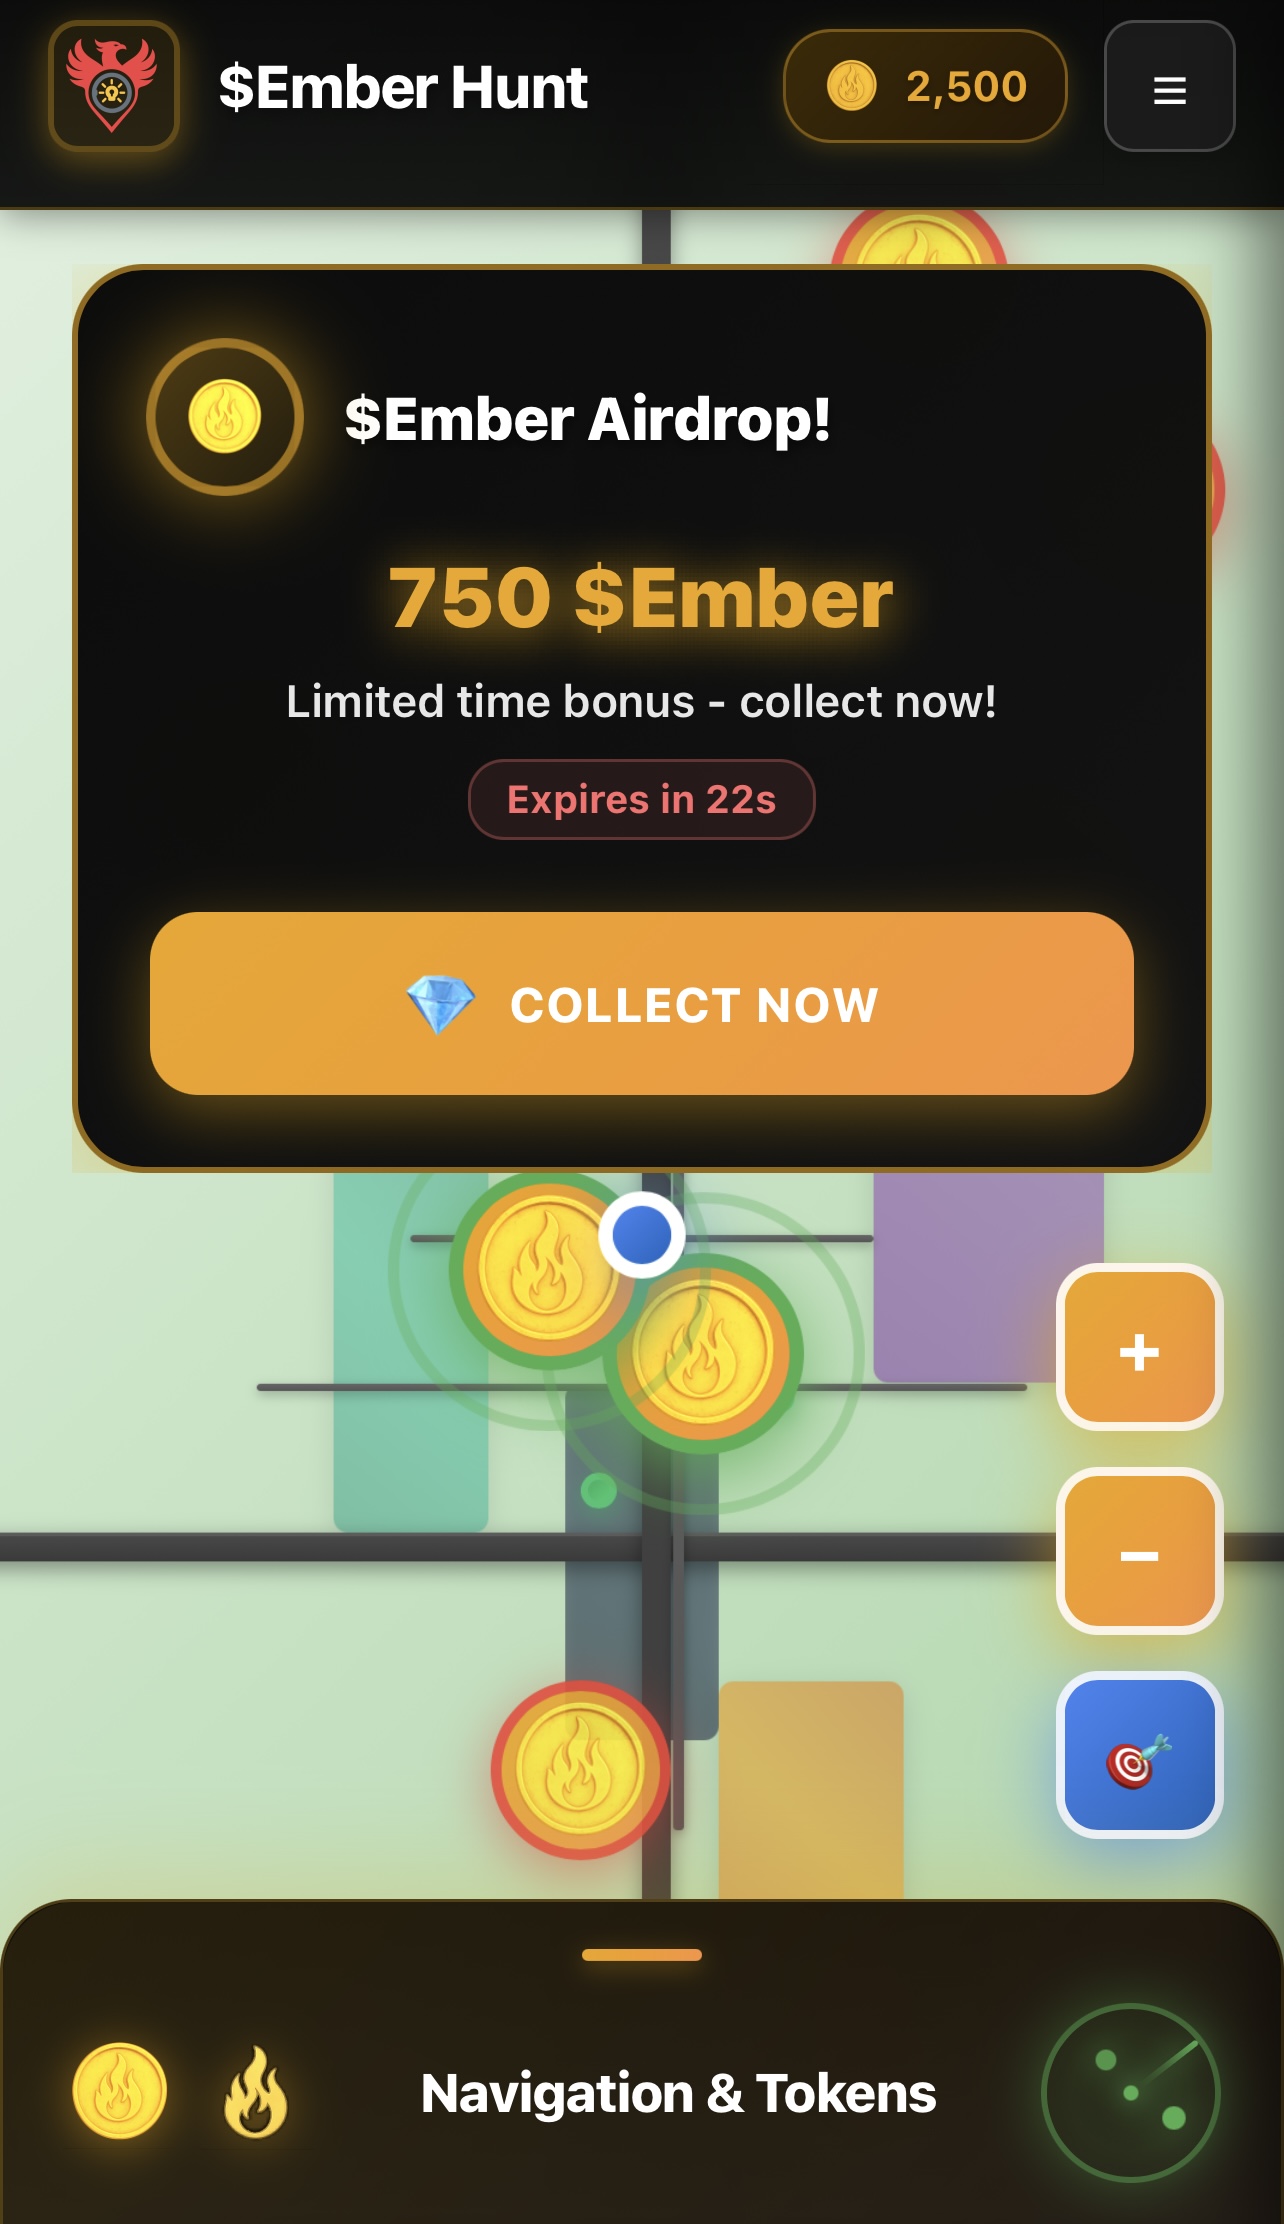 $Ember Hunt
2,500
$Ember Airdrop!
750 $Ember
Limited time bonus - collect now!
Expires in 22s
COLLECT NOW
+
−
Navigation & Tokens